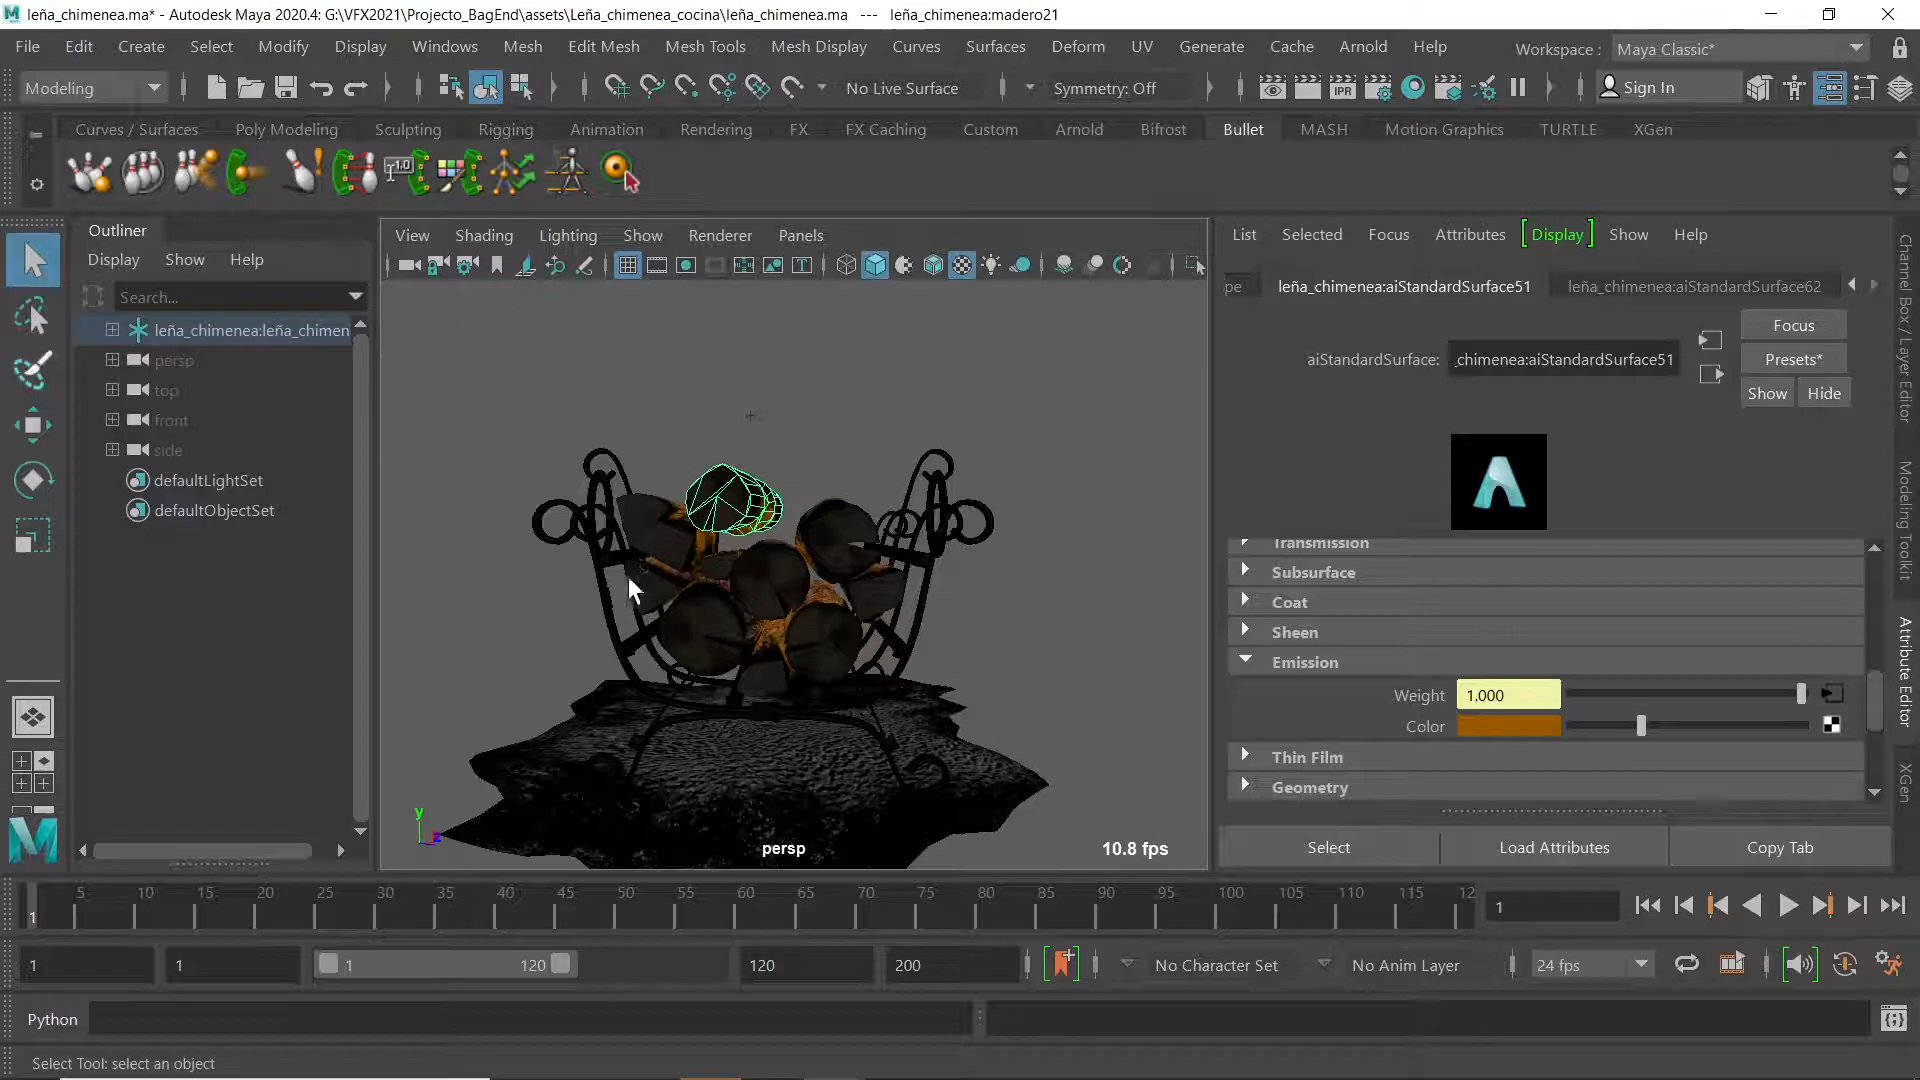 leña_chimenea.ma* - Autodesk Maya 2020.4: G:\VFX2021\Projecto_BagEnd\assets\Leña_chimenea_cocina\leña_chimenea.ma   ---   leña_chimenea:madero21
File Edit Create Select Modify Display Windows Mesh Edit Mesh Mesh Tools Mesh Display Curves Surfaces Deform UV Generate Cache Arnold Help Workspace : Maya Classic*
Modeling No Live Surface Symmetry: Off IPR Sign In
Curves / Surfaces Poly Modeling Sculpting Rigging Animation Rendering FX FX Caching Custom Arnold Bifrost Bullet MASH Motion Graphics TURTLE XGen
1.0
Outliner
Display Show Help
Search...
leña_chimenea:leña_chimen
persp
top
front
side
defaultLightSet
defaultObjectSet
View Shading Lighting Show Renderer Panels
y
z
persp
10.8 fps
List Selected Focus Attributes Display Show Help
pe leña_chimenea:aiStandardSurface51 leña_chimenea:aiStandardSurface62
Focus
aiStandardSurface: _chimenea:aiStandardSurface51 Presets*
Show Hide
Transmission
Subsurface
Coat
Sheen
Emission
Weight 1.000
Color
Thin Film
Geometry
Select Load Attributes Copy Tab
Channel Box / Layer Editor
Modeling Toolkit
Attribute Editor
XGen
5 10 15 20 25 30 35 40 45 50 55 60 65 70 75 80 85 90 95 100 105 110 115 12
1 1
1 1 1 120 120 200 No Character Set No Anim Layer 24 fps
Python
Select Tool: select an object